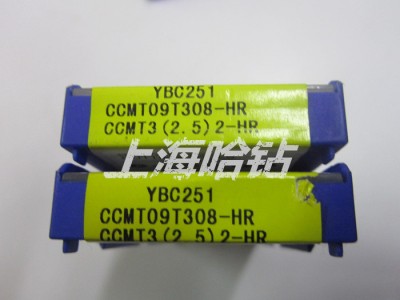 YBC251
CCMT09T308-HR
CCMT3(2.5)2-HR
上海哈钻
YBC251
CCMT09T308-HR
CCMT3(2.5)2-HR